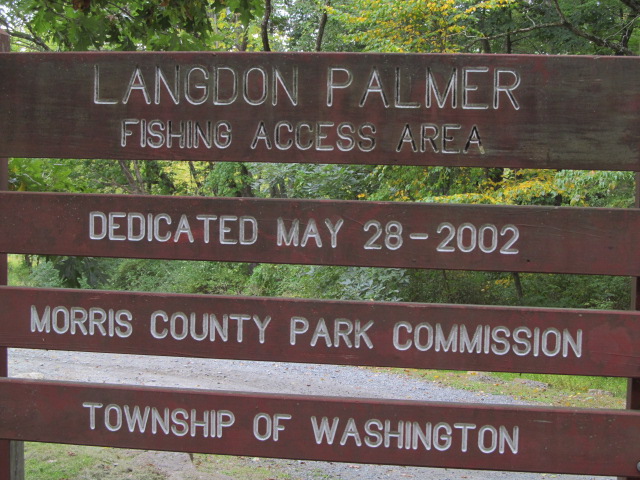 LANGDON PALMER
FISHING ACCESS AREA
DEDICATED MAY 28-2002
MORRIS COUNTY PARK COMMISSION
TOWNSHIP OF WASHINGTON